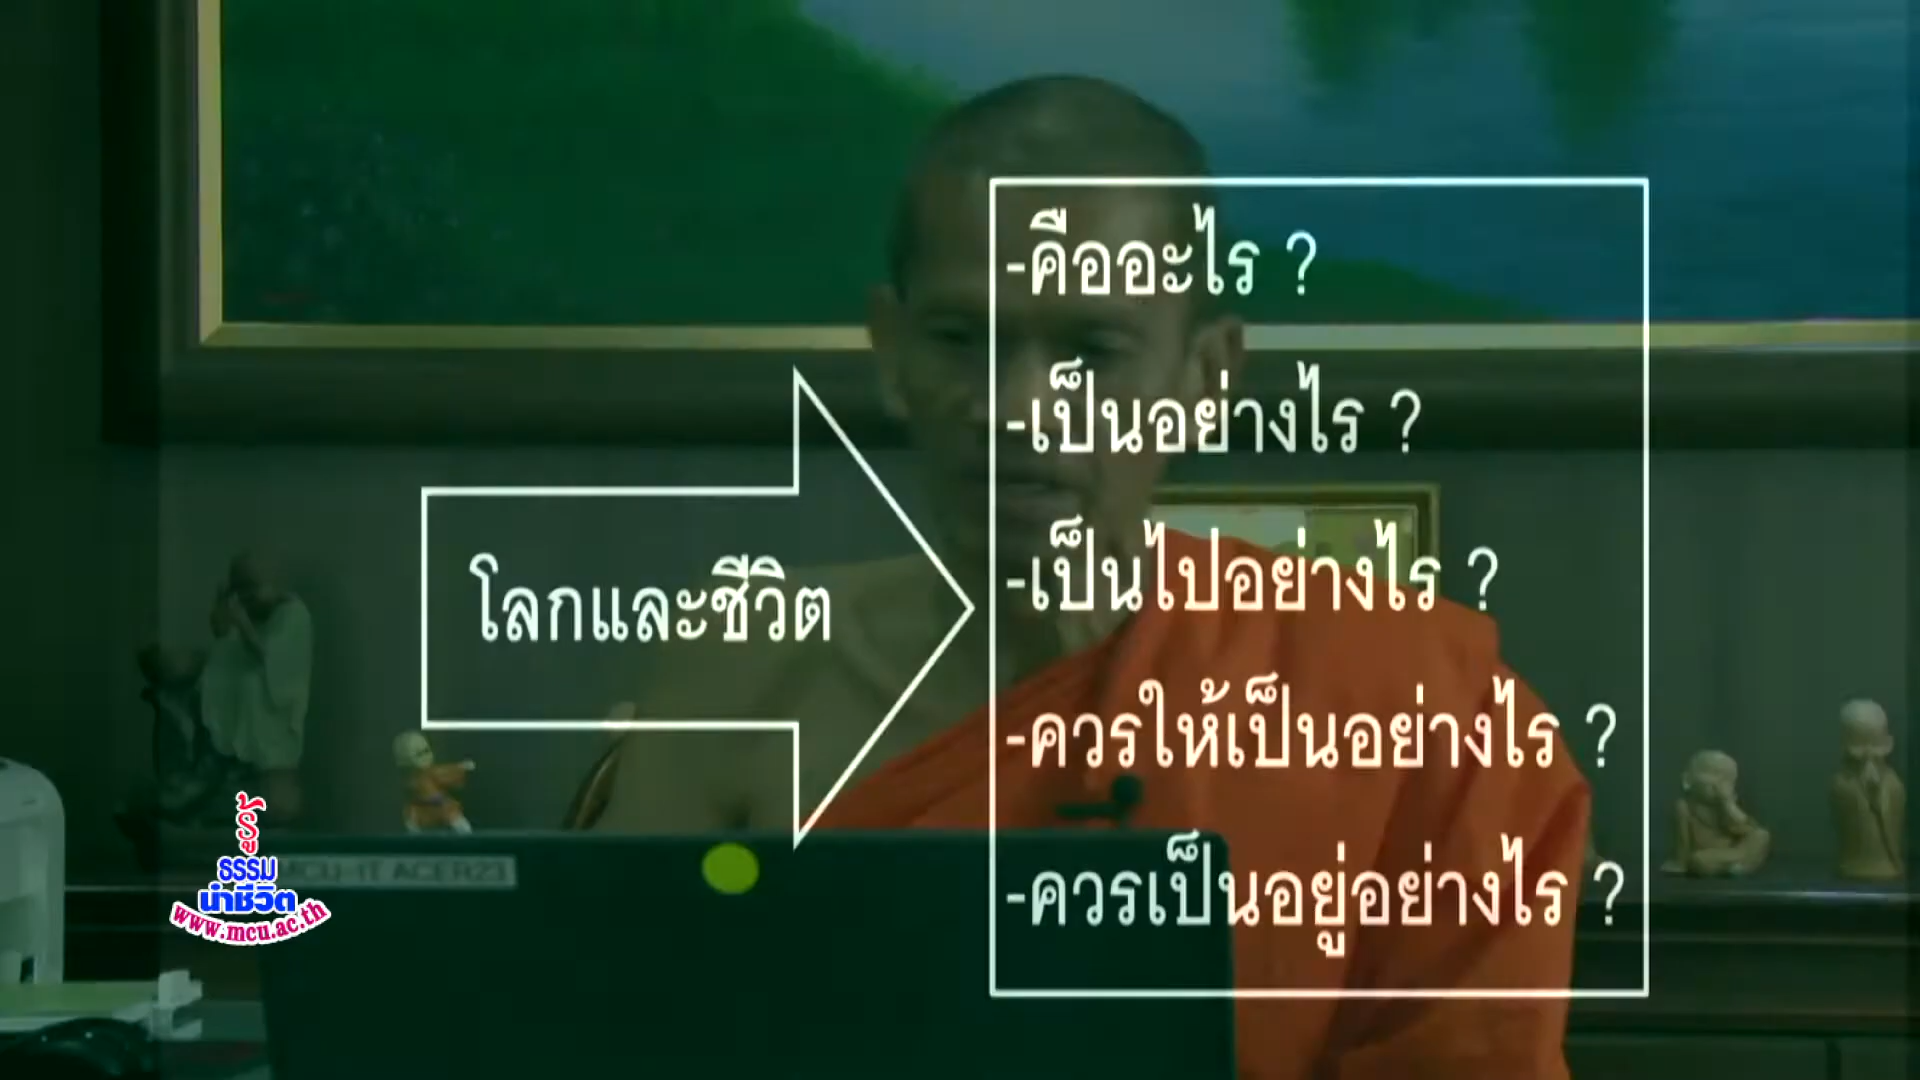 โลกและชีวิต
-คืออะไร ?
-เป็นอย่างไร ?
-เป็นไปอย่างไร ?
-ควรให้เป็นอย่างไร ?
-ควรเป็นอยู่อย่างไร ?
MCU-IT ACER23
รู้
ธรรม
นำชีวิต
www.mcu.ac.th